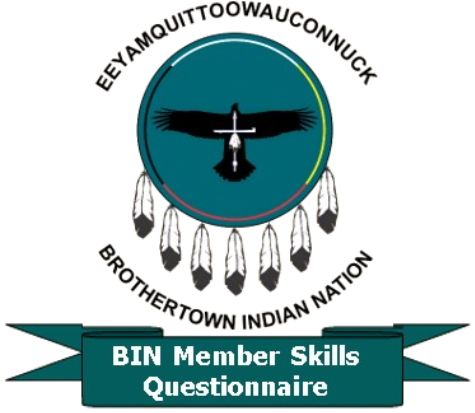 EEYAMQUITTOOWAUCONNUCK
BROTHERTOWN INDIAN NATION
BIN Member Skills
Questionnaire